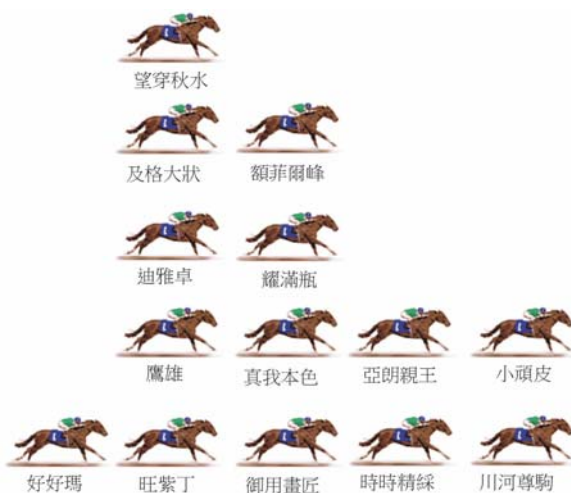 望穿秋水
及格大狀 額菲爾峰
迪雅卓 耀滿瓶
鷹雄 真我本色 亞朗親王 小頑皮
好好瑪 旺紫丁 御用畫匠 時時精綵 川河尊駒